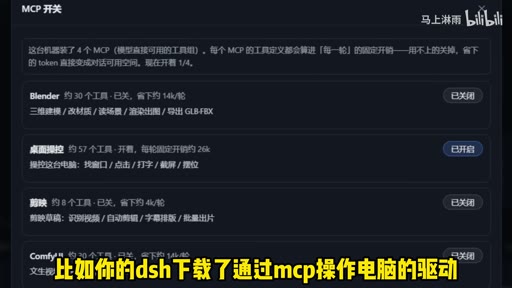 MCP 开关
马上淋雨 bilibili
这台机器装了 4 个 MCP（模型直接可用的工具组）。每个 MCP 的工具定义都会算进「每一轮」的固定开销——用不上的关掉，省下
的 token 直接变成对话可用空间。现在开着 1/4。
Blender 约 30 个工具 · 已关，省下约 14k/轮
已关闭
三维建模 / 改材质 / 读场景 / 渲染出图 / 导出 GLB·FBX
桌面操控 约 57 个工具 · 开着，每轮固定开销约 26k
已开启
操控这台电脑：找窗口 / 点击 / 打字 / 截屏 / 摆位
剪映 约 8 个工具 · 已关，省下约 4k/轮
已关闭
剪映草稿：识别视频 / 自动剪辑 / 字幕排版 / 批量出片
ComfyUI
已关闭
文生视
比如你的dsh下载了通过mcp操作电脑的驱动